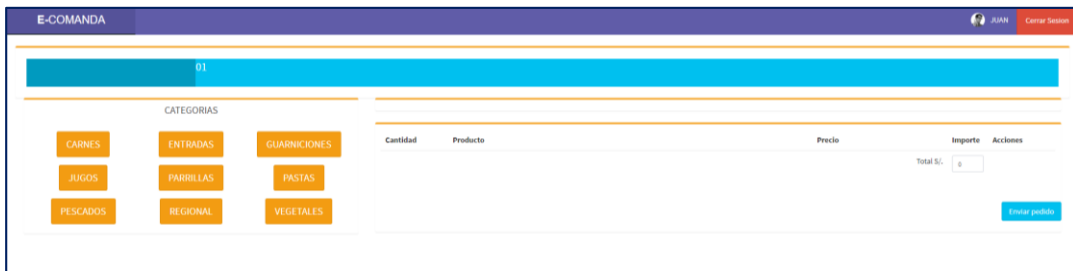 E-COMANDA JUAN Cerrar Sesion
01
CATEGORIAS
CARNES ENTRADAS GUARNICIONES
JUGOS PARRILLAS PASTAS
PESCADOS REGIONAL VEGETALES
Cantidad Producto Precio Importe Acciones
Total S/. 0
Enviar pedido